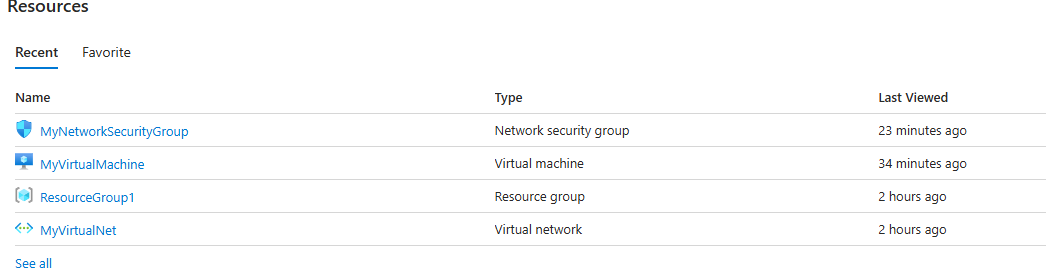 Resources
Recent Favorite
Name Type Last Viewed
MyNetworkSecurityGroup Network security group 23 minutes ago
MyVirtualMachine Virtual machine 34 minutes ago
ResourceGroup1 Resource group 2 hours ago
MyVirtualNet Virtual network 2 hours ago
See all